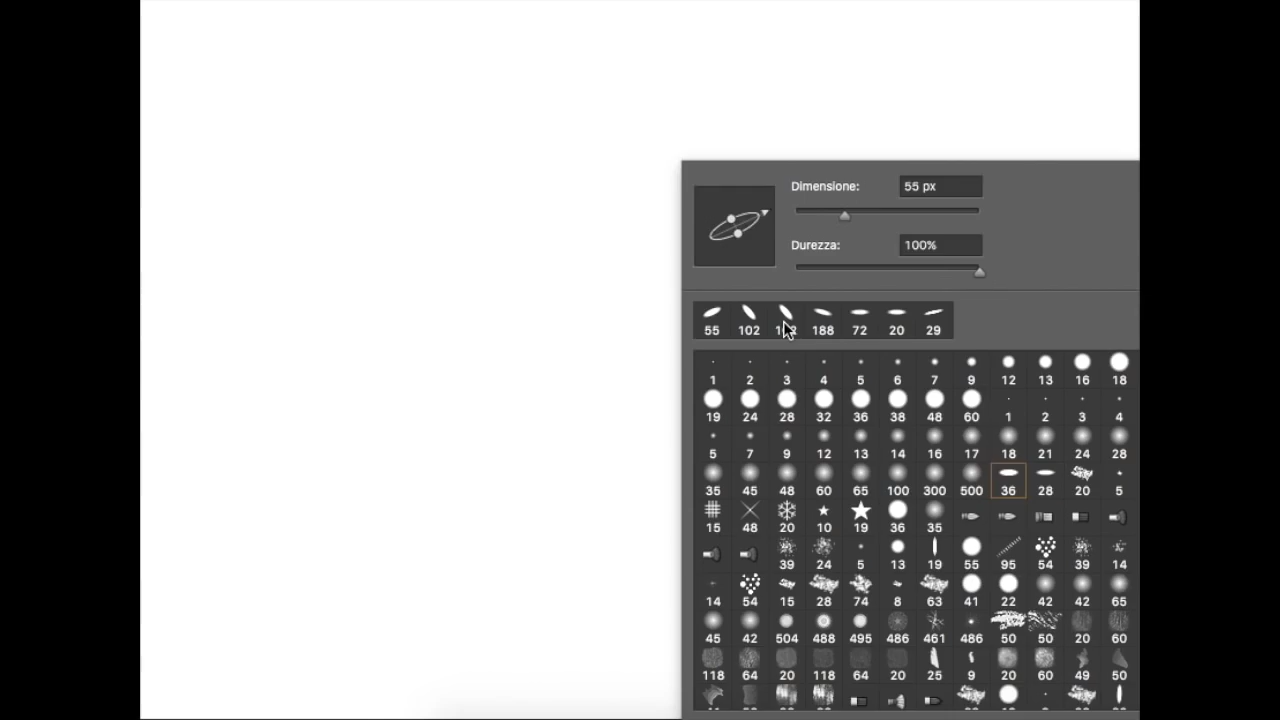 Dimensione: 55 px
Durezza: 100%
55 102 188 72 20 29
1 2 3 4 5 6 7 9 12 13 16 18
19 24 28 32 36 38 48 60 1 2 3 4
5 7 9 12 13 14 16 17 18 21 24 28
35 45 48 60 65 100 300 500 36 28 20 5
15 48 20 10 19 36 35
39 24 5 13 19 55 95 54 39 14
14 54 15 28 74 8 63 41 22 42 42 65
45 42 504 488 495 486 461 486 50 50 20 60
118 64 20 118 64 20 25 9 20 60 49 50